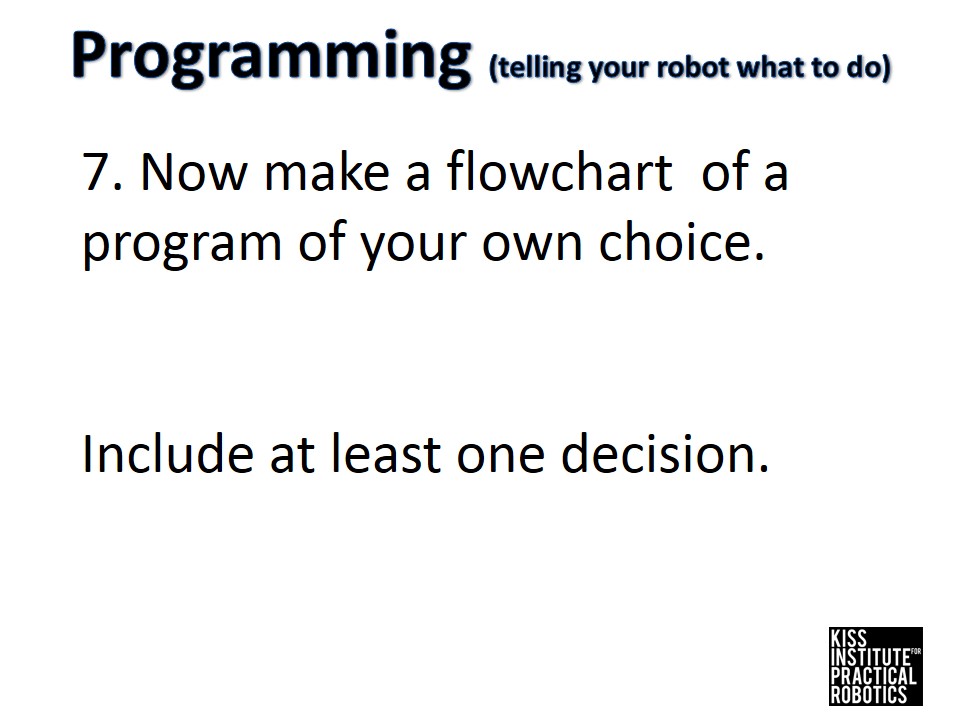 Programming (telling your robot what to do)
7. Now make a flowchart  of a
program of your own choice.
Include at least one decision.
KISS
INSTITUTE FOR
PRACTICAL
ROBOTICS